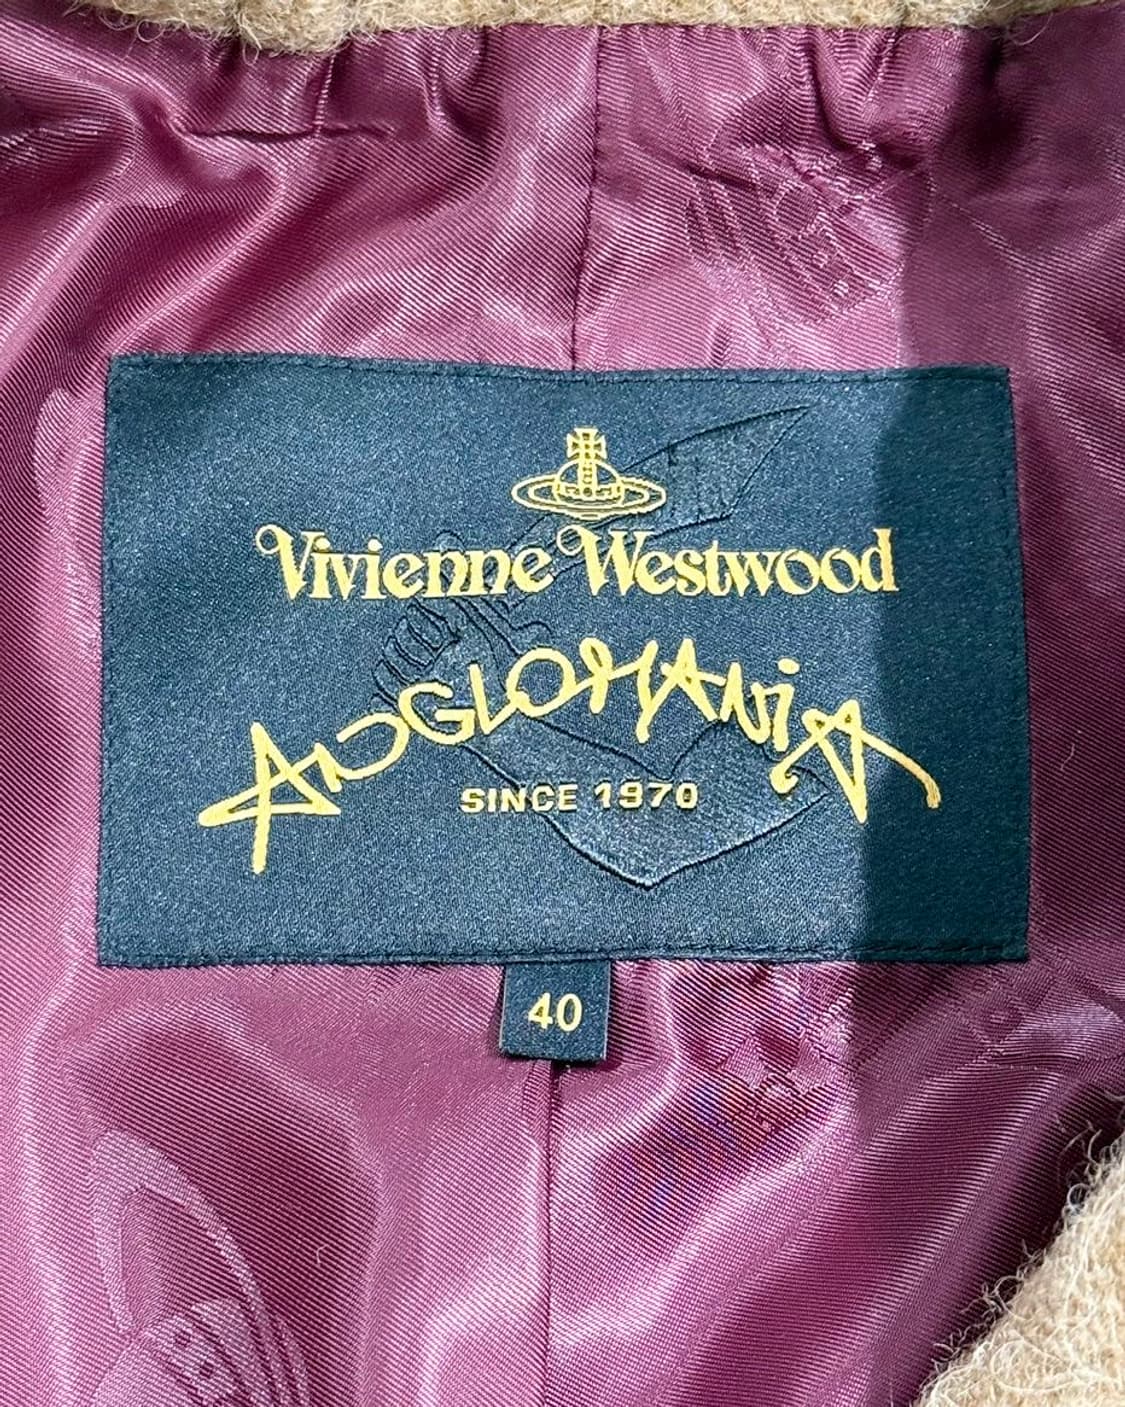 Vivienne Westwood
ANGLOMANiA
SINCE 1970
40